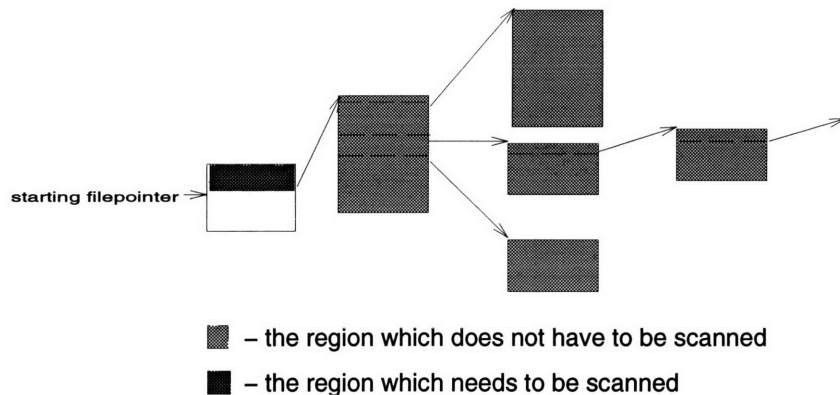 starting filepointer
– the region which does not have to be scanned
– the region which needs to be scanned